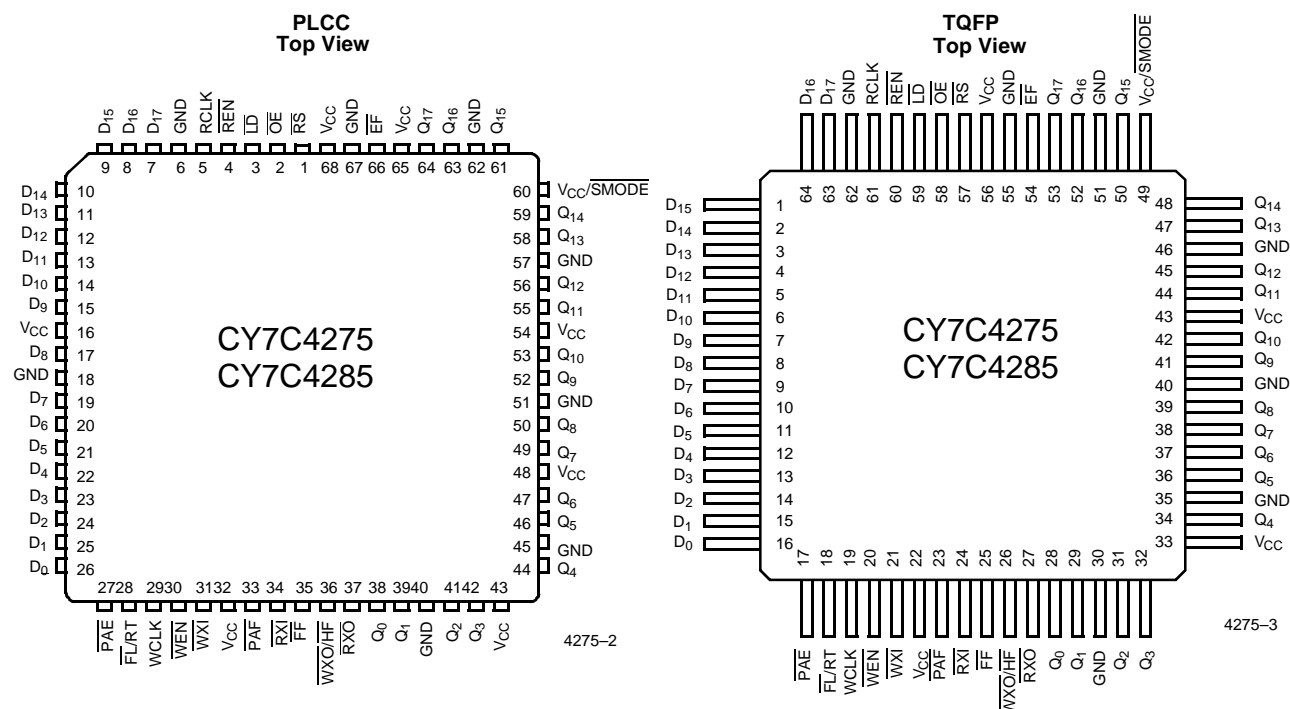 PLCC
Top View
D15
D16
D17
GND
RCLK
REN
LD
OE
RS
VCC
GND
EF
VCC
Q17
Q16
GND
Q15
9 8 7 6 5 4 3 2 1 68 67 66 65 64 63 62 61
D14 10
D13 11
D12 12
D11 13
D10 14
D9 15
VCC 16
D8 17
GND 18
D7 19
D6 20
D5 21
D4 22
D3 23
D2 24
D1 25
D0 26
CY7C4275
CY7C4285
60 VCC/SMODE
59 Q14
58 Q13
57 GND
56 Q12
55 Q11
54 VCC
53 Q10
52 Q9
51 GND
50 Q8
49 Q7
48 VCC
47 Q6
46 Q5
45 GND
44 Q4
27 28 29 30 31 32 33 34 35 36 37 38 39 40 41 42 43
PAE
FL/RT
WCLK
WEN
WXI
VCC
PAF
RXI
FF
WXO/HF
RXO
Q0
Q1
GND
Q2
Q3
VCC
4275–2
TQFP
Top View
D16
D17
GND
RCLK
REN
LD
OE
RS
VCC
GND
EF
Q17
Q16
GND
Q15
VCC/SMODE
64 63 62 61 60 59 58 57 56 55 54 53 52 51 50 49
D15 1
D14 2
D13 3
D12 4
D11 5
D10 6
D9 7
D8 8
D7 9
D6 10
D5 11
D4 12
D3 13
D2 14
D1 15
D0 16
CY7C4275
CY7C4285
48 Q14
47 Q13
46 GND
45 Q12
44 Q11
43 VCC
42 Q10
41 Q9
40 GND
39 Q8
38 Q7
37 Q6
36 Q5
35 GND
34 Q4
33 VCC
17 18 19 20 21 22 23 24 25 26 27 28 29 30 31 32
PAE
FL/RT
WCLK
WEN
WXI
VCC
PAF
RXI
FF
WXO/HF
RXO
Q0
Q1
GND
Q2
Q3
4275–3